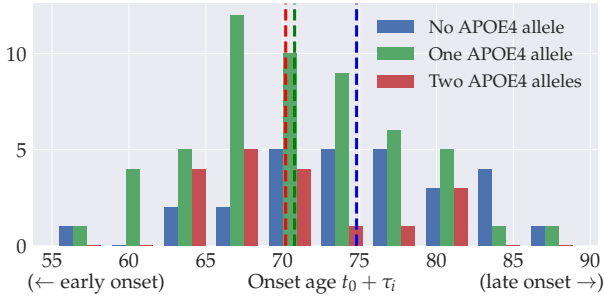 No APOE4 allele
One APOE4 allele
Two APOE4 alleles
10
5
0
55 60 65 70 75 80 85 90
(← early onset) Onset age t₀ + τᵢ (late onset →)